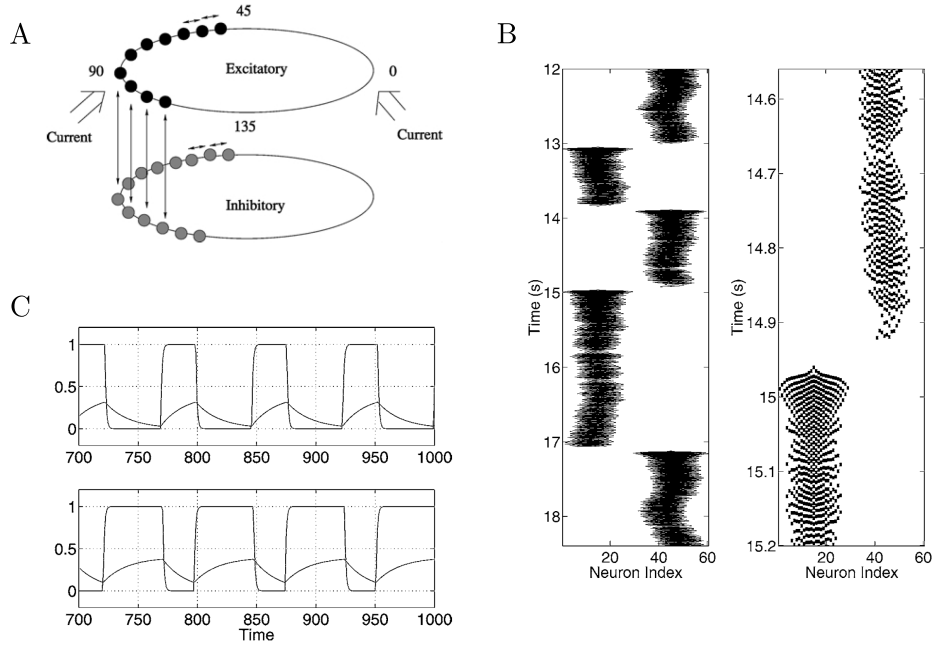 A
45
Excitatory
90
0
Current
Current
135
Inhibitory
B
12
13
14
15
16
17
18
Time (s)
20 40 60
Neuron Index
14.6
14.7
14.8
14.9
15
15.1
15.2
Time (s)
20 40 60
Neuron Index
C
1
0.5
0
700 750 800 850 900 950 1000
1
0.5
0
700 750 800 850 900 950 1000
Time